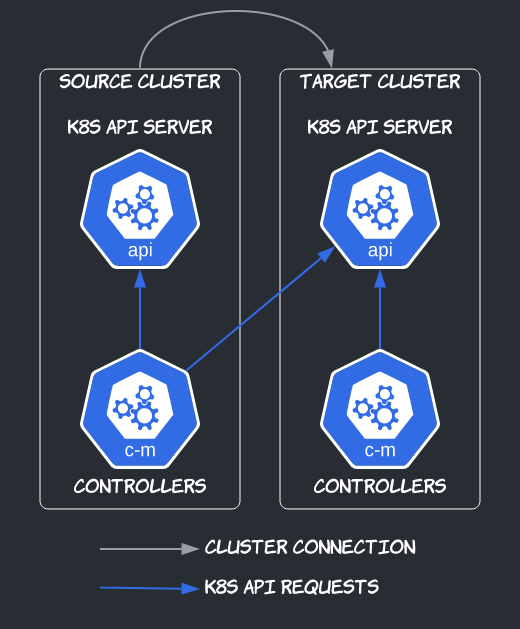 SOURCE CLUSTER
K8S API SERVER
api
c-m
CONTROLLERS
TARGET CLUSTER
K8S API SERVER
api
c-m
CONTROLLERS
CLUSTER CONNECTION
K8S API REQUESTS